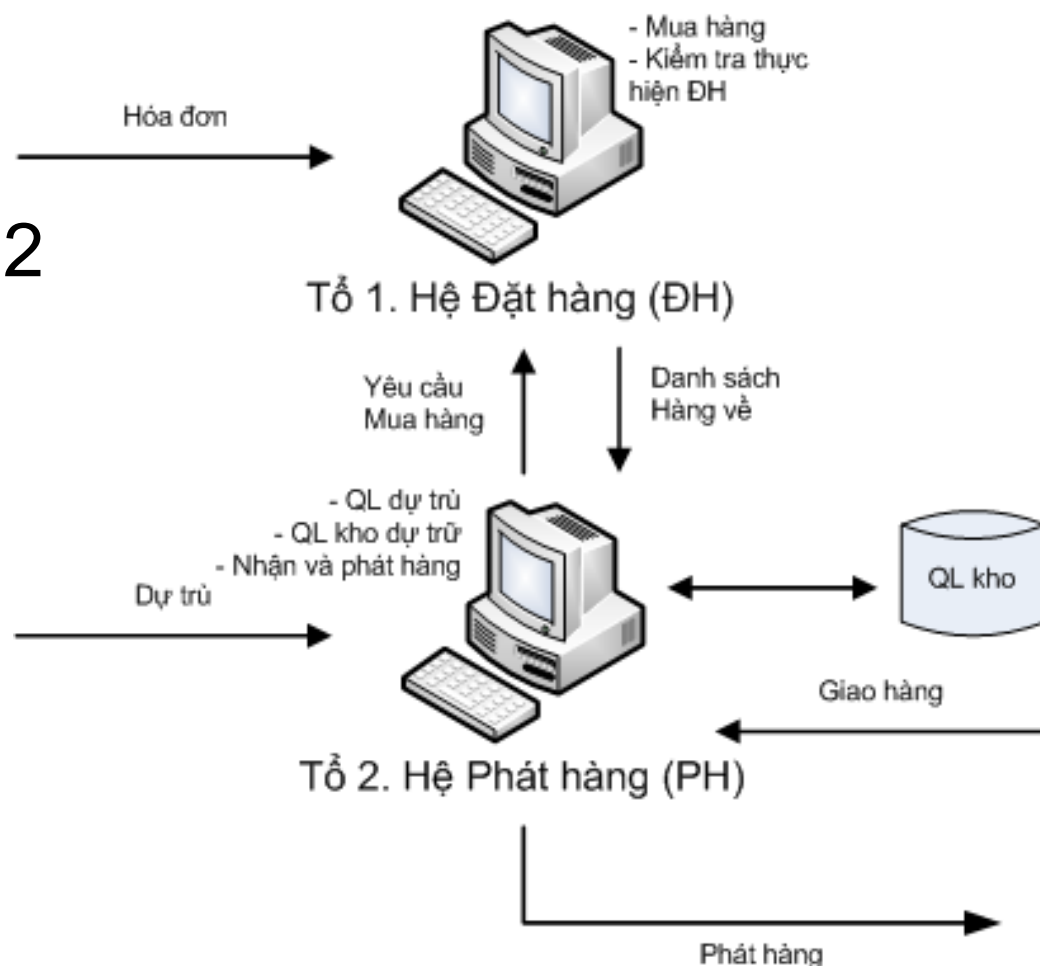 - Mua hàng
- Kiểm tra thực
hiện ĐH
Hóa đơn
2
Tổ 1. Hệ Đặt hàng (ĐH)
Yêu cầu
Mua hàng
Danh sách
Hàng về
- QL dự trù
- QL kho dự trữ
- Nhận và phát hàng
Dự trù
QL kho
Giao hàng
Tổ 2. Hệ Phát hàng (PH)
Phát hàng